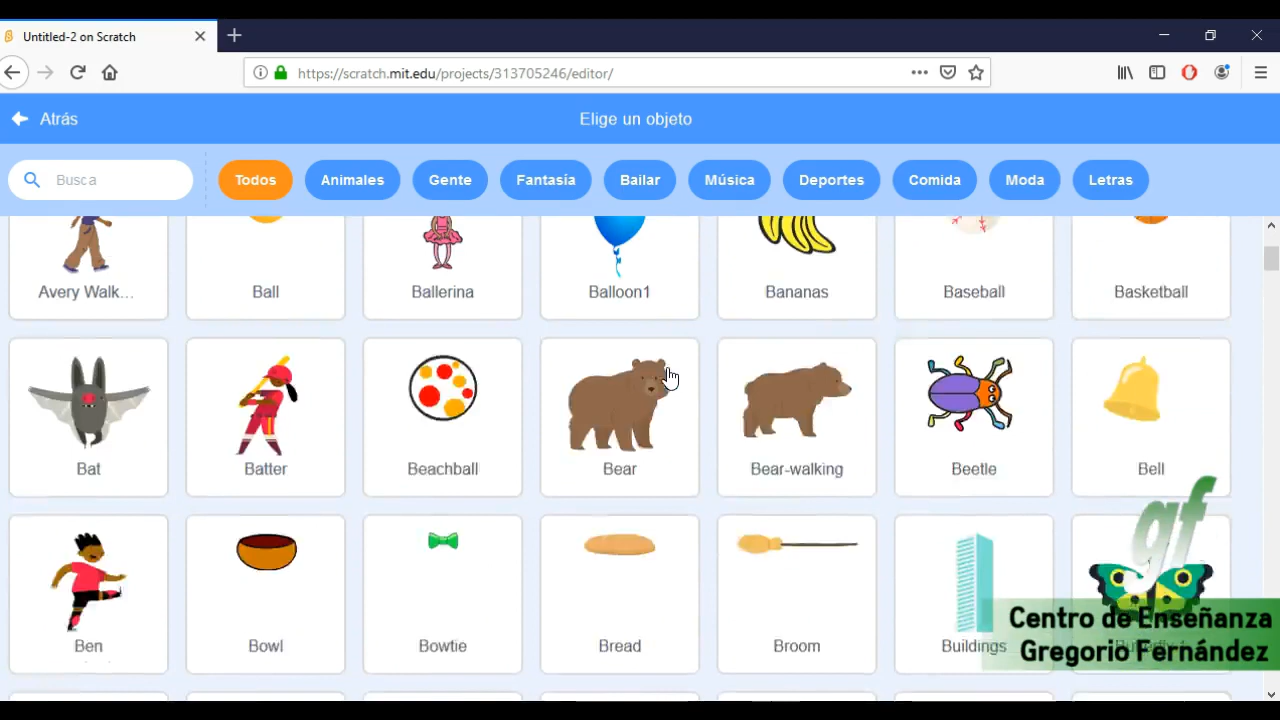 Untitled-2 on Scratch
https://scratch.mit.edu/projects/313705246/editor/
Atrás
Elige un objeto
Busca
Todos
Animales
Gente
Fantasía
Bailar
Música
Deportes
Comida
Moda
Letras
Avery Walk...
Ball
Ballerina
Balloon1
Bananas
Baseball
Basketball
Bat
Batter
Beachball
Bear
Bear-walking
Beetle
Bell
Ben
Bowl
Bowtie
Bread
Broom
Buildings
gf
Centro de Enseñanza
Gregorio Fernández